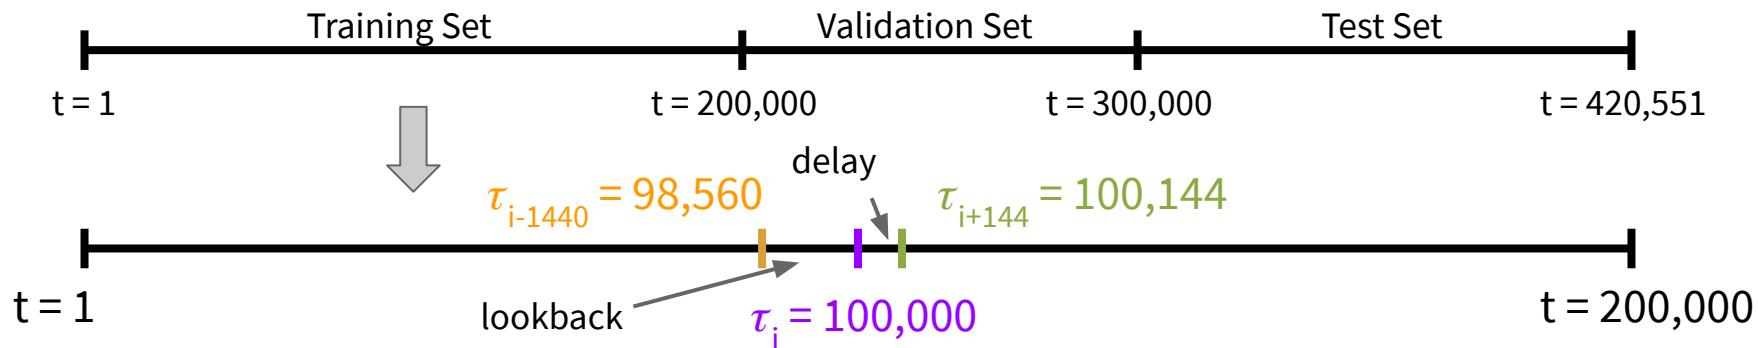 Training Set Validation Set Test Set
t = 1 t = 200,000 t = 300,000 t = 420,551
delay
τi-1440 = 98,560 τi+144 = 100,144
t = 1 lookback τi = 100,000 t = 200,000